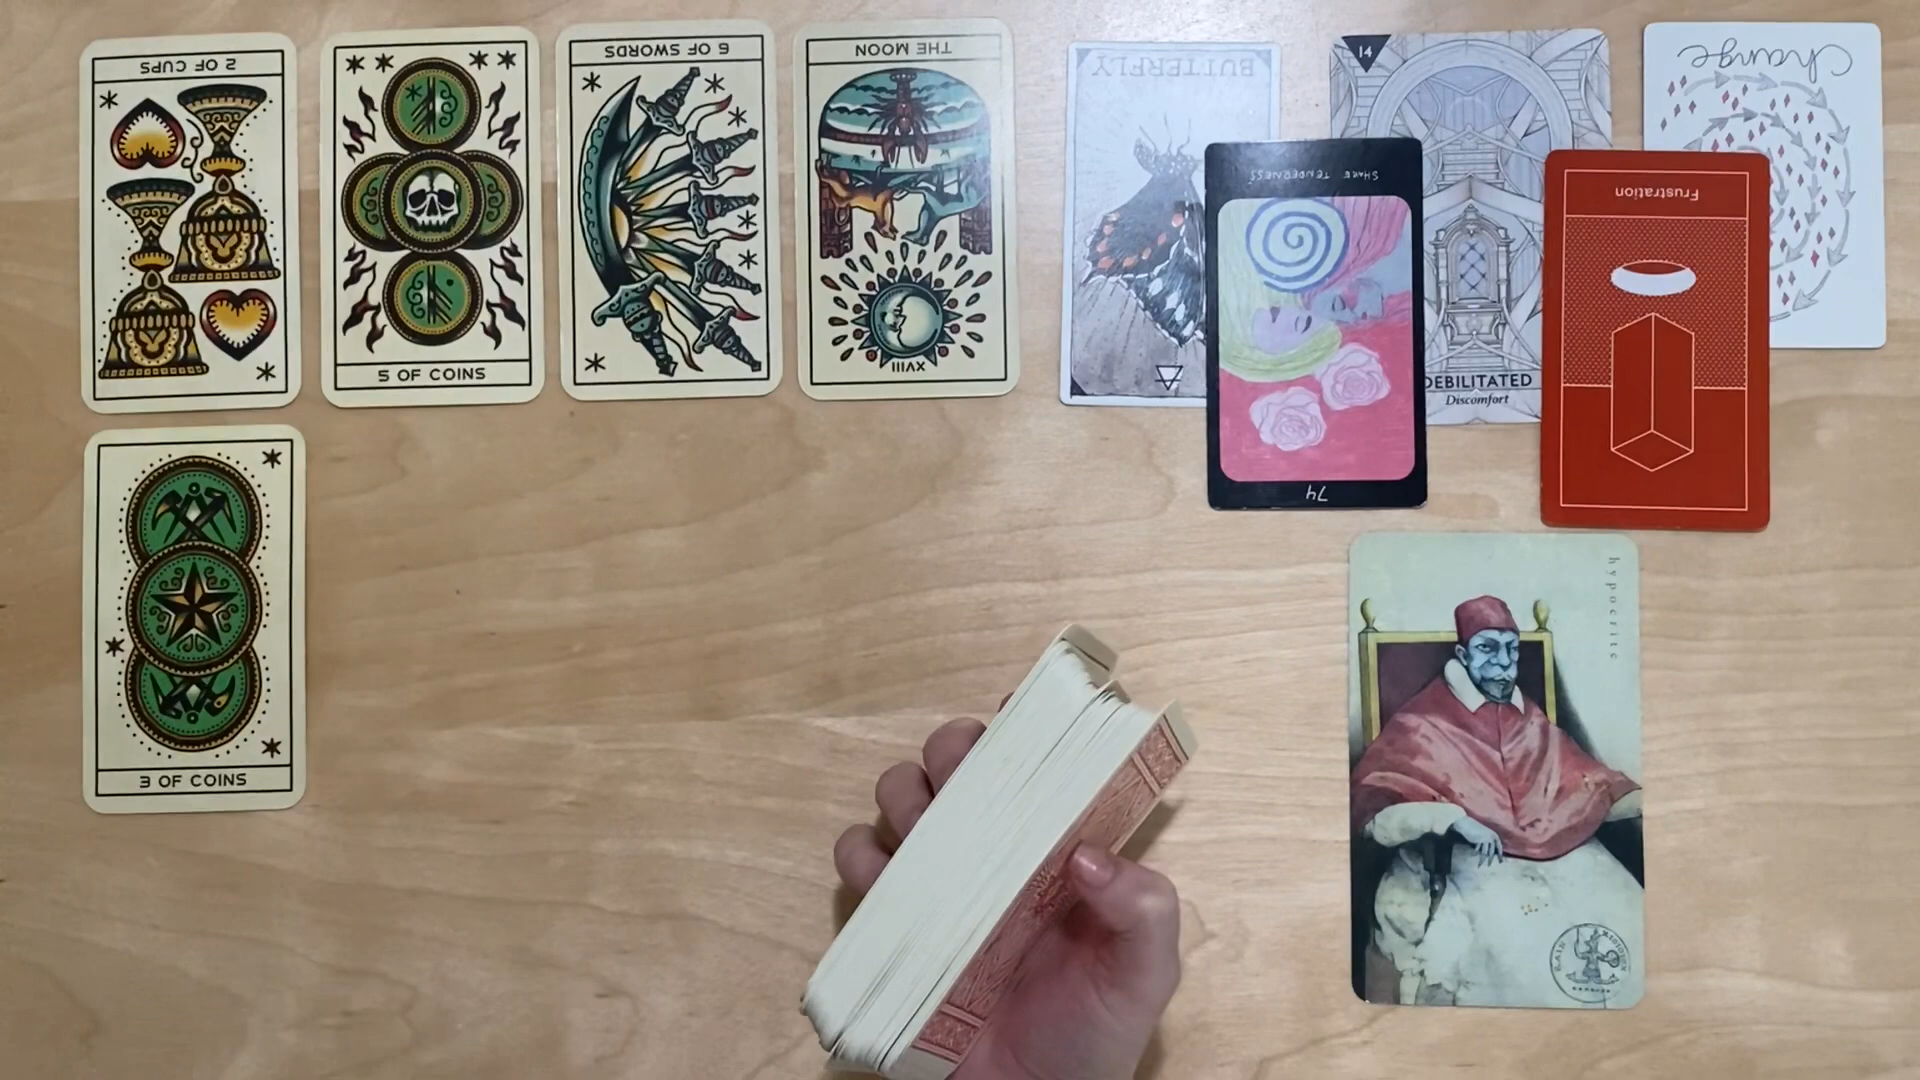 2 OF CUPS
5 OF COINS
6 OF SWORDS
THE MOON
XVIII
3 OF COINS
BUTTERFLY
SHARE TENDERNESS
74
14
DEBILITATED
Discomfort
change
Frustration
hypocrite